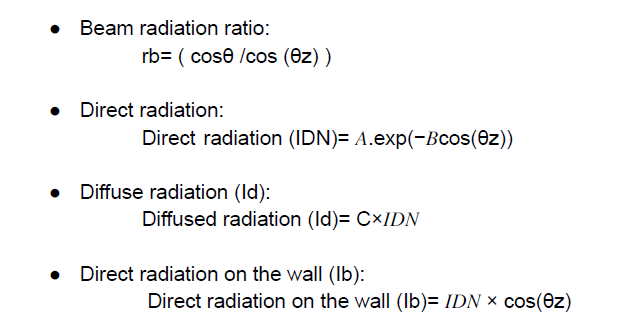 ● Beam radiation ratio:
rb= ( cosθ /cos (θz) )
● Direct radiation:
Direct radiation (IDN)= A.exp(−Bcos(θz))
● Diffuse radiation (Id):
Diffused radiation (Id)= C×IDN
● Direct radiation on the wall (Ib):
Direct radiation on the wall (Ib)= IDN × cos(θz)